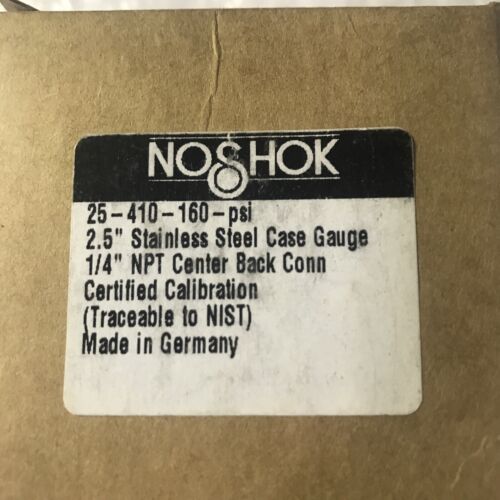 NOSHOK
25-410-160-psi
2.5" Stainless Steel Case Gauge
1/4" NPT Center Back Conn
Certified Calibration
(Traceable to NIST)
Made in Germany